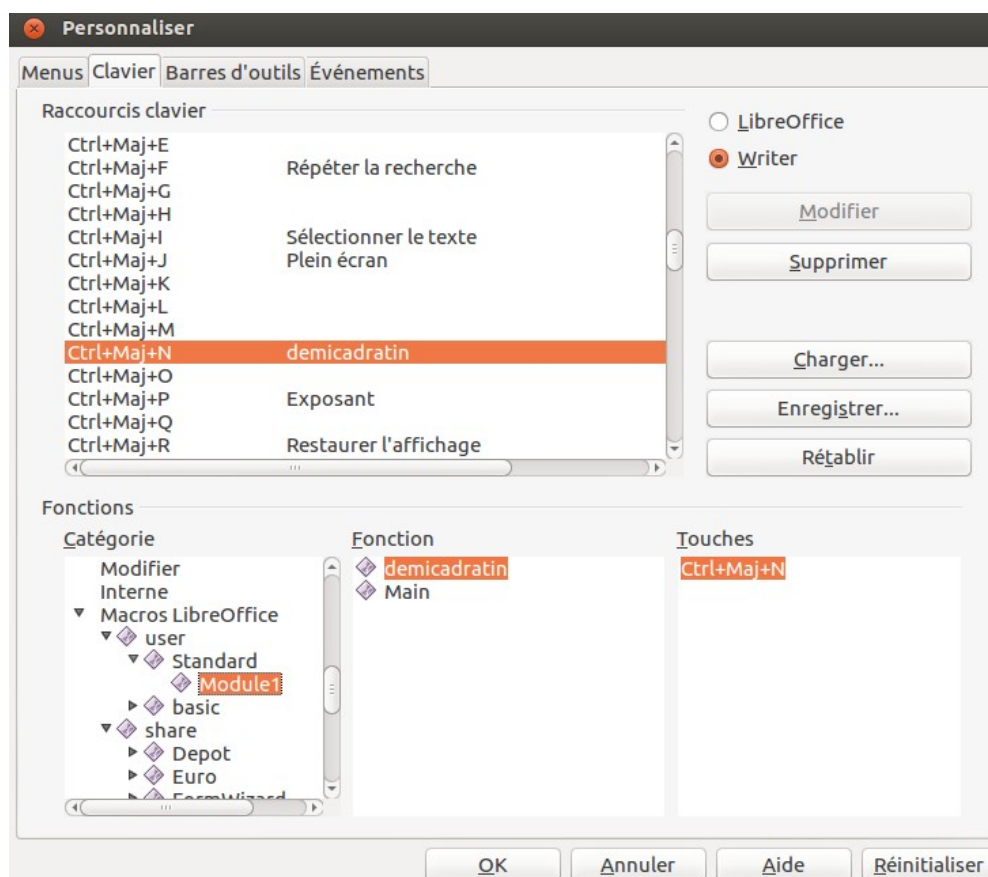 Personnaliser
Menus Clavier Barres d'outils Événements
Raccourcis clavier
Ctrl+Maj+E
Ctrl+Maj+F Répéter la recherche
Ctrl+Maj+G
Ctrl+Maj+H
Ctrl+Maj+I Sélectionner le texte
Ctrl+Maj+J Plein écran
Ctrl+Maj+K
Ctrl+Maj+L
Ctrl+Maj+M
Ctrl+Maj+N demicadratin
Ctrl+Maj+O
Ctrl+Maj+P Exposant
Ctrl+Maj+Q
Ctrl+Maj+R Restaurer l'affichage
LibreOffice
Writer
Modifier
Supprimer
Charger...
Enregistrer...
Rétablir
Fonctions
Catégorie
Modifier
Interne
Macros LibreOffice
user
Standard
Module1
basic
share
Depot
Euro
FormWizard
Fonction
demicadratin
Main
Touches
Ctrl+Maj+N
OK Annuler Aide Réinitialiser